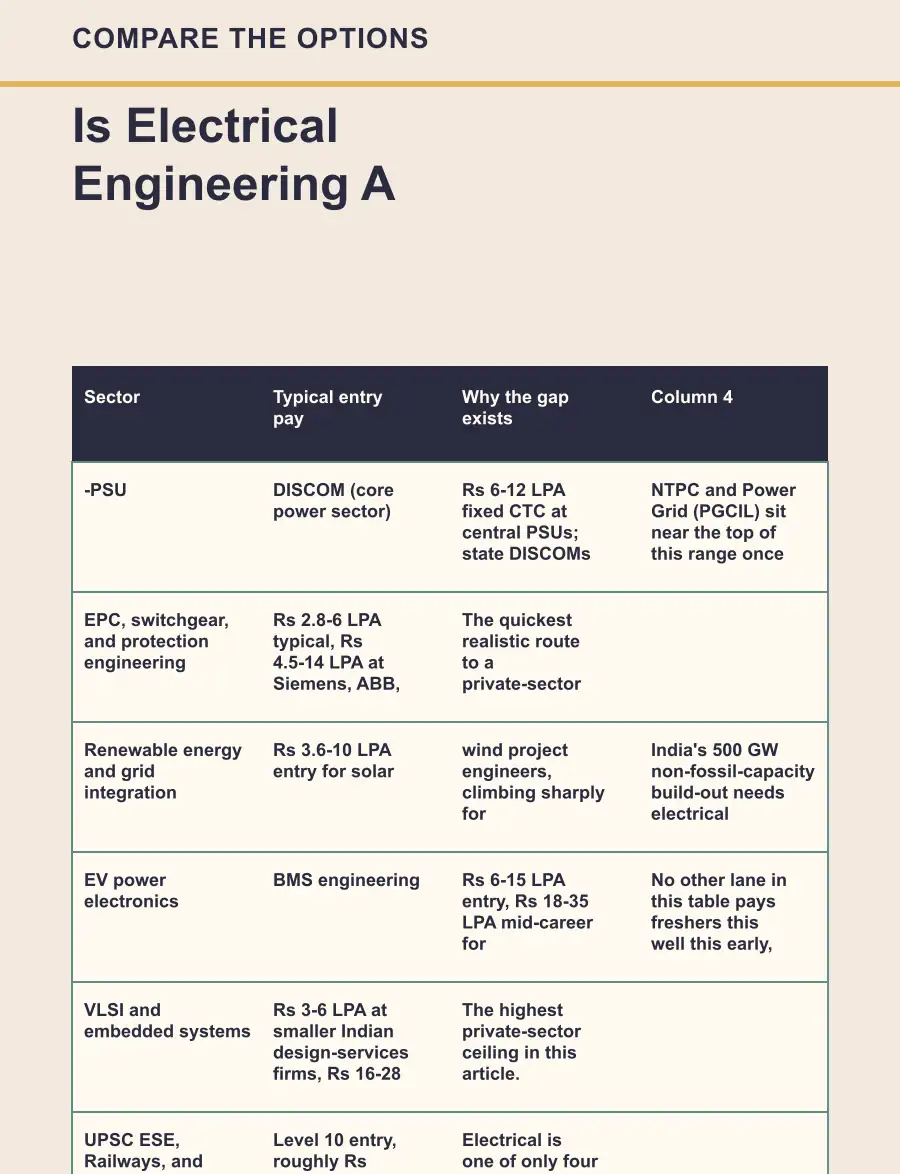 COMPARE THE OPTIONS
Is Electrical
Engineering A
Sector
Typical entry
pay
Why the gap
exists
Column 4
-PSU
DISCOM (core
power sector)
Rs 6-12 LPA
fixed CTC at
central PSUs;
state DISCOMs
NTPC and Power
Grid (PGCIL) sit
near the top of
this range once
EPC, switchgear,
and protection
engineering
Rs 2.8-6 LPA
typical, Rs
4.5-14 LPA at
Siemens, ABB,
The quickest
realistic route
to a
private-sector
Renewable energy
and grid
integration
Rs 3.6-10 LPA
entry for solar
wind project
engineers,
climbing sharply
for
India's 500 GW
non-fossil-capacity
build-out needs
electrical
EV power
electronics
BMS engineering
Rs 6-15 LPA
entry, Rs 18-35
LPA mid-career
for
No other lane in
this table pays
freshers this
well this early,
VLSI and
embedded systems
Rs 3-6 LPA at
smaller Indian
design-services
firms, Rs 16-28
The highest
private-sector
ceiling in this
article.
UPSC ESE,
Railways, and
Level 10 entry,
roughly Rs
Electrical is
one of only four